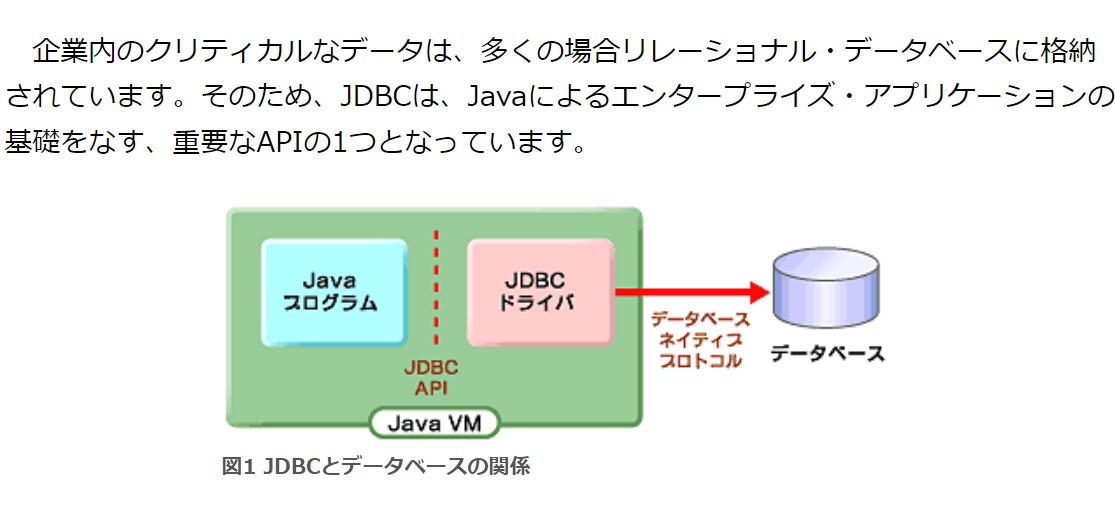 企業内のクリティカルなデータは、多くの場合リレーショナル・データベースに格納
されています。そのため、JDBCは、Javaによるエンタープライズ・アプリケーションの
基礎をなす、重要なAPIの1つとなっています。
Java
プログラム
JDBC
API
JDBC
ドライバ
データベース
ネイティブ
プロトコル
データベース
Java VM
図1 JDBCとデータベースの関係